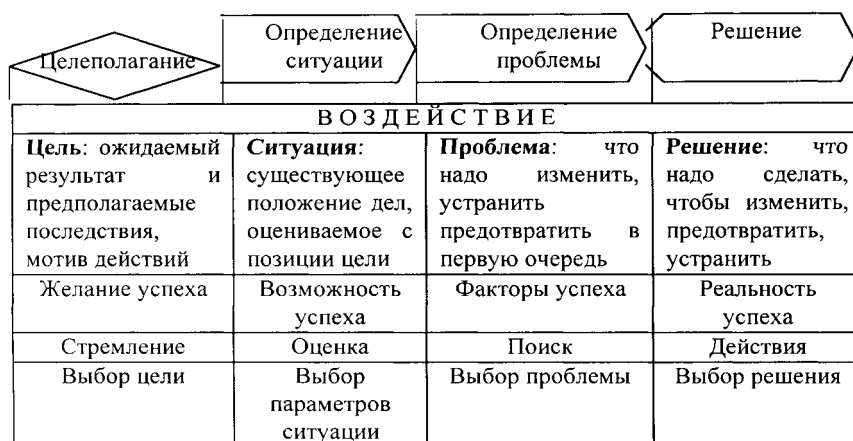 Целеполагание
Определение
ситуации
Определение
проблемы
Решение
ВОЗДЕЙСТВИЕ
Цель: ожидаемый
результат и
предполагаемые
последствия,
мотив действий
Ситуация:
существующее
положение дел,
оцениваемое с
позиции цели
Проблема: что
надо изменить,
устранить
предотвратить в
первую очередь
Решение: что
надо сделать,
чтобы изменить,
предотвратить,
устранить
Желание успеха
Возможность
успеха
Факторы успеха
Реальность
успеха
Стремление
Оценка
Поиск
Действия
Выбор цели
Выбор
параметров
ситуации
Выбор проблемы
Выбор решения